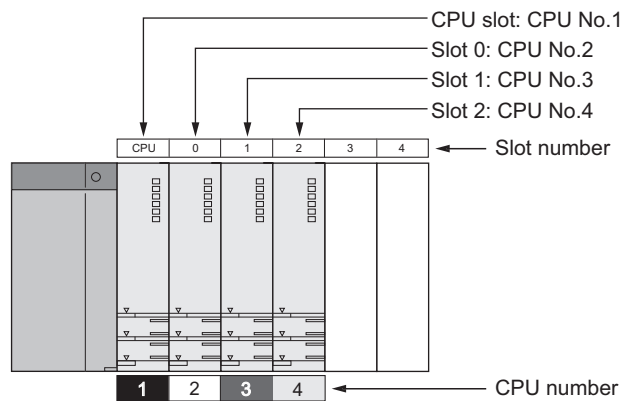 CPU slot: CPU No.1
Slot 0: CPU No.2
Slot 1: CPU No.3
Slot 2: CPU No.4
CPU 0 1 2 3 4 Slot number
1 2 3 4 CPU number